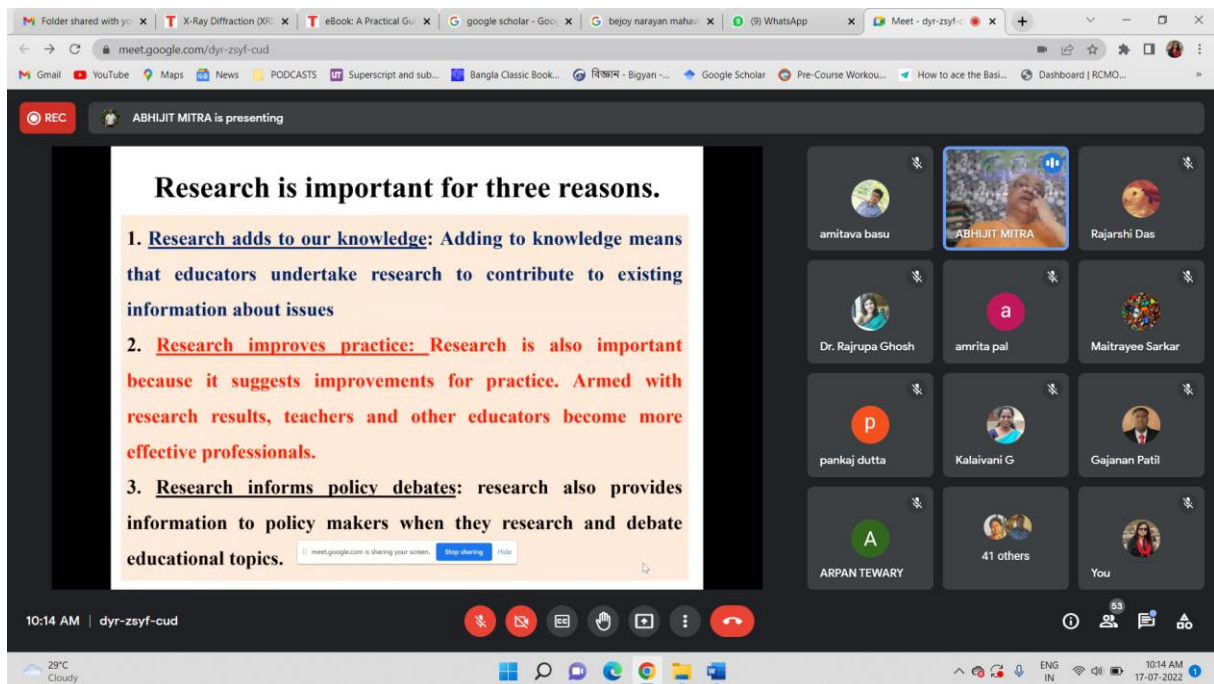 Folder shared with yo
X-Ray Diffraction (XRD
eBook: A Practical Gui
google scholar - Goo
bejoy narayan mahavi
(9) WhatsApp
Meet - dyr-zsyf-c
meet.google.com/dyr-zsyf-cud
Gmail
YouTube
Maps
News
PODCASTS
Superscript and sub...
Bangla Classic Book...
বিজ্ঞান - Bigyan -...
Google Scholar
Pre-Course Workou...
How to ace the Basi...
Dashboard | RCMO...
REC
ABHIJIT MITRA is presenting
Research is important for three reasons.
1. Research adds to our knowledge: Adding to knowledge means
that educators undertake research to contribute to existing
information about issues
2. Research improves practice: Research is also important
because it suggests improvements for practice. Armed with
research results, teachers and other educators become more
effective professionals.
3. Research informs policy debates: research also provides
information to policy makers when they research and debate
educational topics.
meet.google.com is sharing your screen.
Stop sharing
Hide
amitava basu
ABHIJIT MITRA
Rajarshi Das
Dr. Rajrupa Ghosh
a
amrita pal
Maitrayee Sarkar
p
pankaj dutta
Kalaivani G
Gajanan Patil
A
ARPAN TEWARY
41 others
You
10:14 AM | dyr-zsyf-cud
53
29°C
Cloudy
ENG
IN
10:14 AM
17-07-2022
1